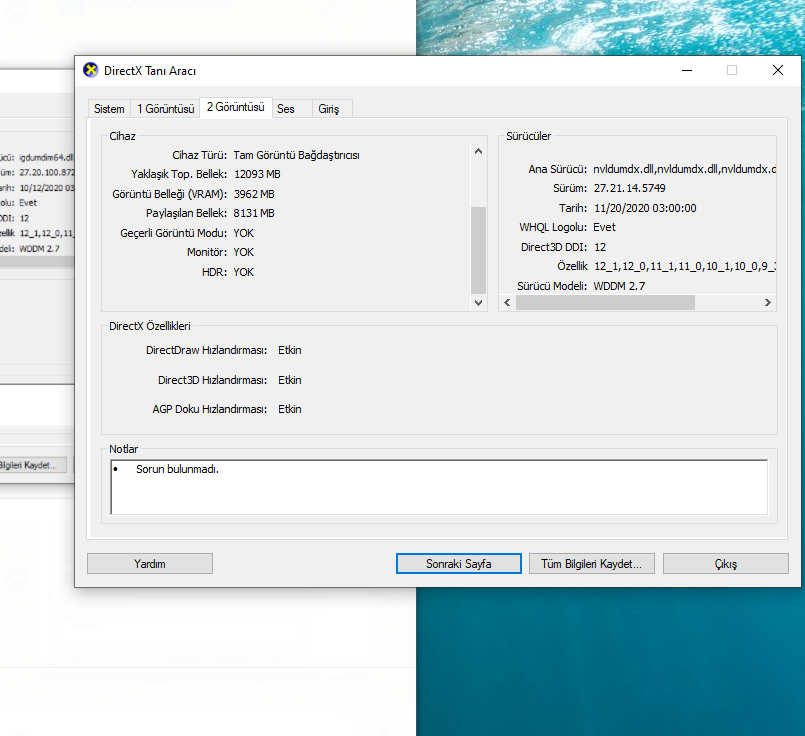 DirectX Tanı Aracı
Sistem
1 Görüntüsü
2 Görüntüsü
Ses
Giriş
Cihaz
Cihaz Türü: Tam Görüntü Bağdaştırıcısı
Yaklaşık Top. Bellek: 12093 MB
Görüntü Belleği (VRAM): 3962 MB
Paylaşılan Bellek: 8131 MB
Geçerli Görüntü Modu: YOK
Monitör: YOK
HDR: YOK
Sürücüler
Ana Sürücü: nvldumdx.dll,nvldumdx.dll,nvldumdx.d
Sürüm: 27.21.14.5749
Tarih: 11/20/2020 03:00:00
WHQL Logolu: Evet
Direct3D DDI: 12
Özellik 12_1,12_0,11_1,11_0,10_1,10_0,9_
Sürücü Modeli: WDDM 2.7
DirectX Özellikleri
DirectDraw Hızlandırması: Etkin
Direct3D Hızlandırması: Etkin
AGP Doku Hızlandırması: Etkin
Notlar
• Sorun bulunmadı.
Yardım
Sonraki Sayfa
Tüm Bilgileri Kaydet...
Çıkış
ücü: igdumdim64.dl
üm: 27.20.100.872
arih: 10/12/2020 03
olu: Evet
DDI: 12
zellik 12_1,12_0,11_
deli: WDDM 2.7
Bilgileri Kaydet...